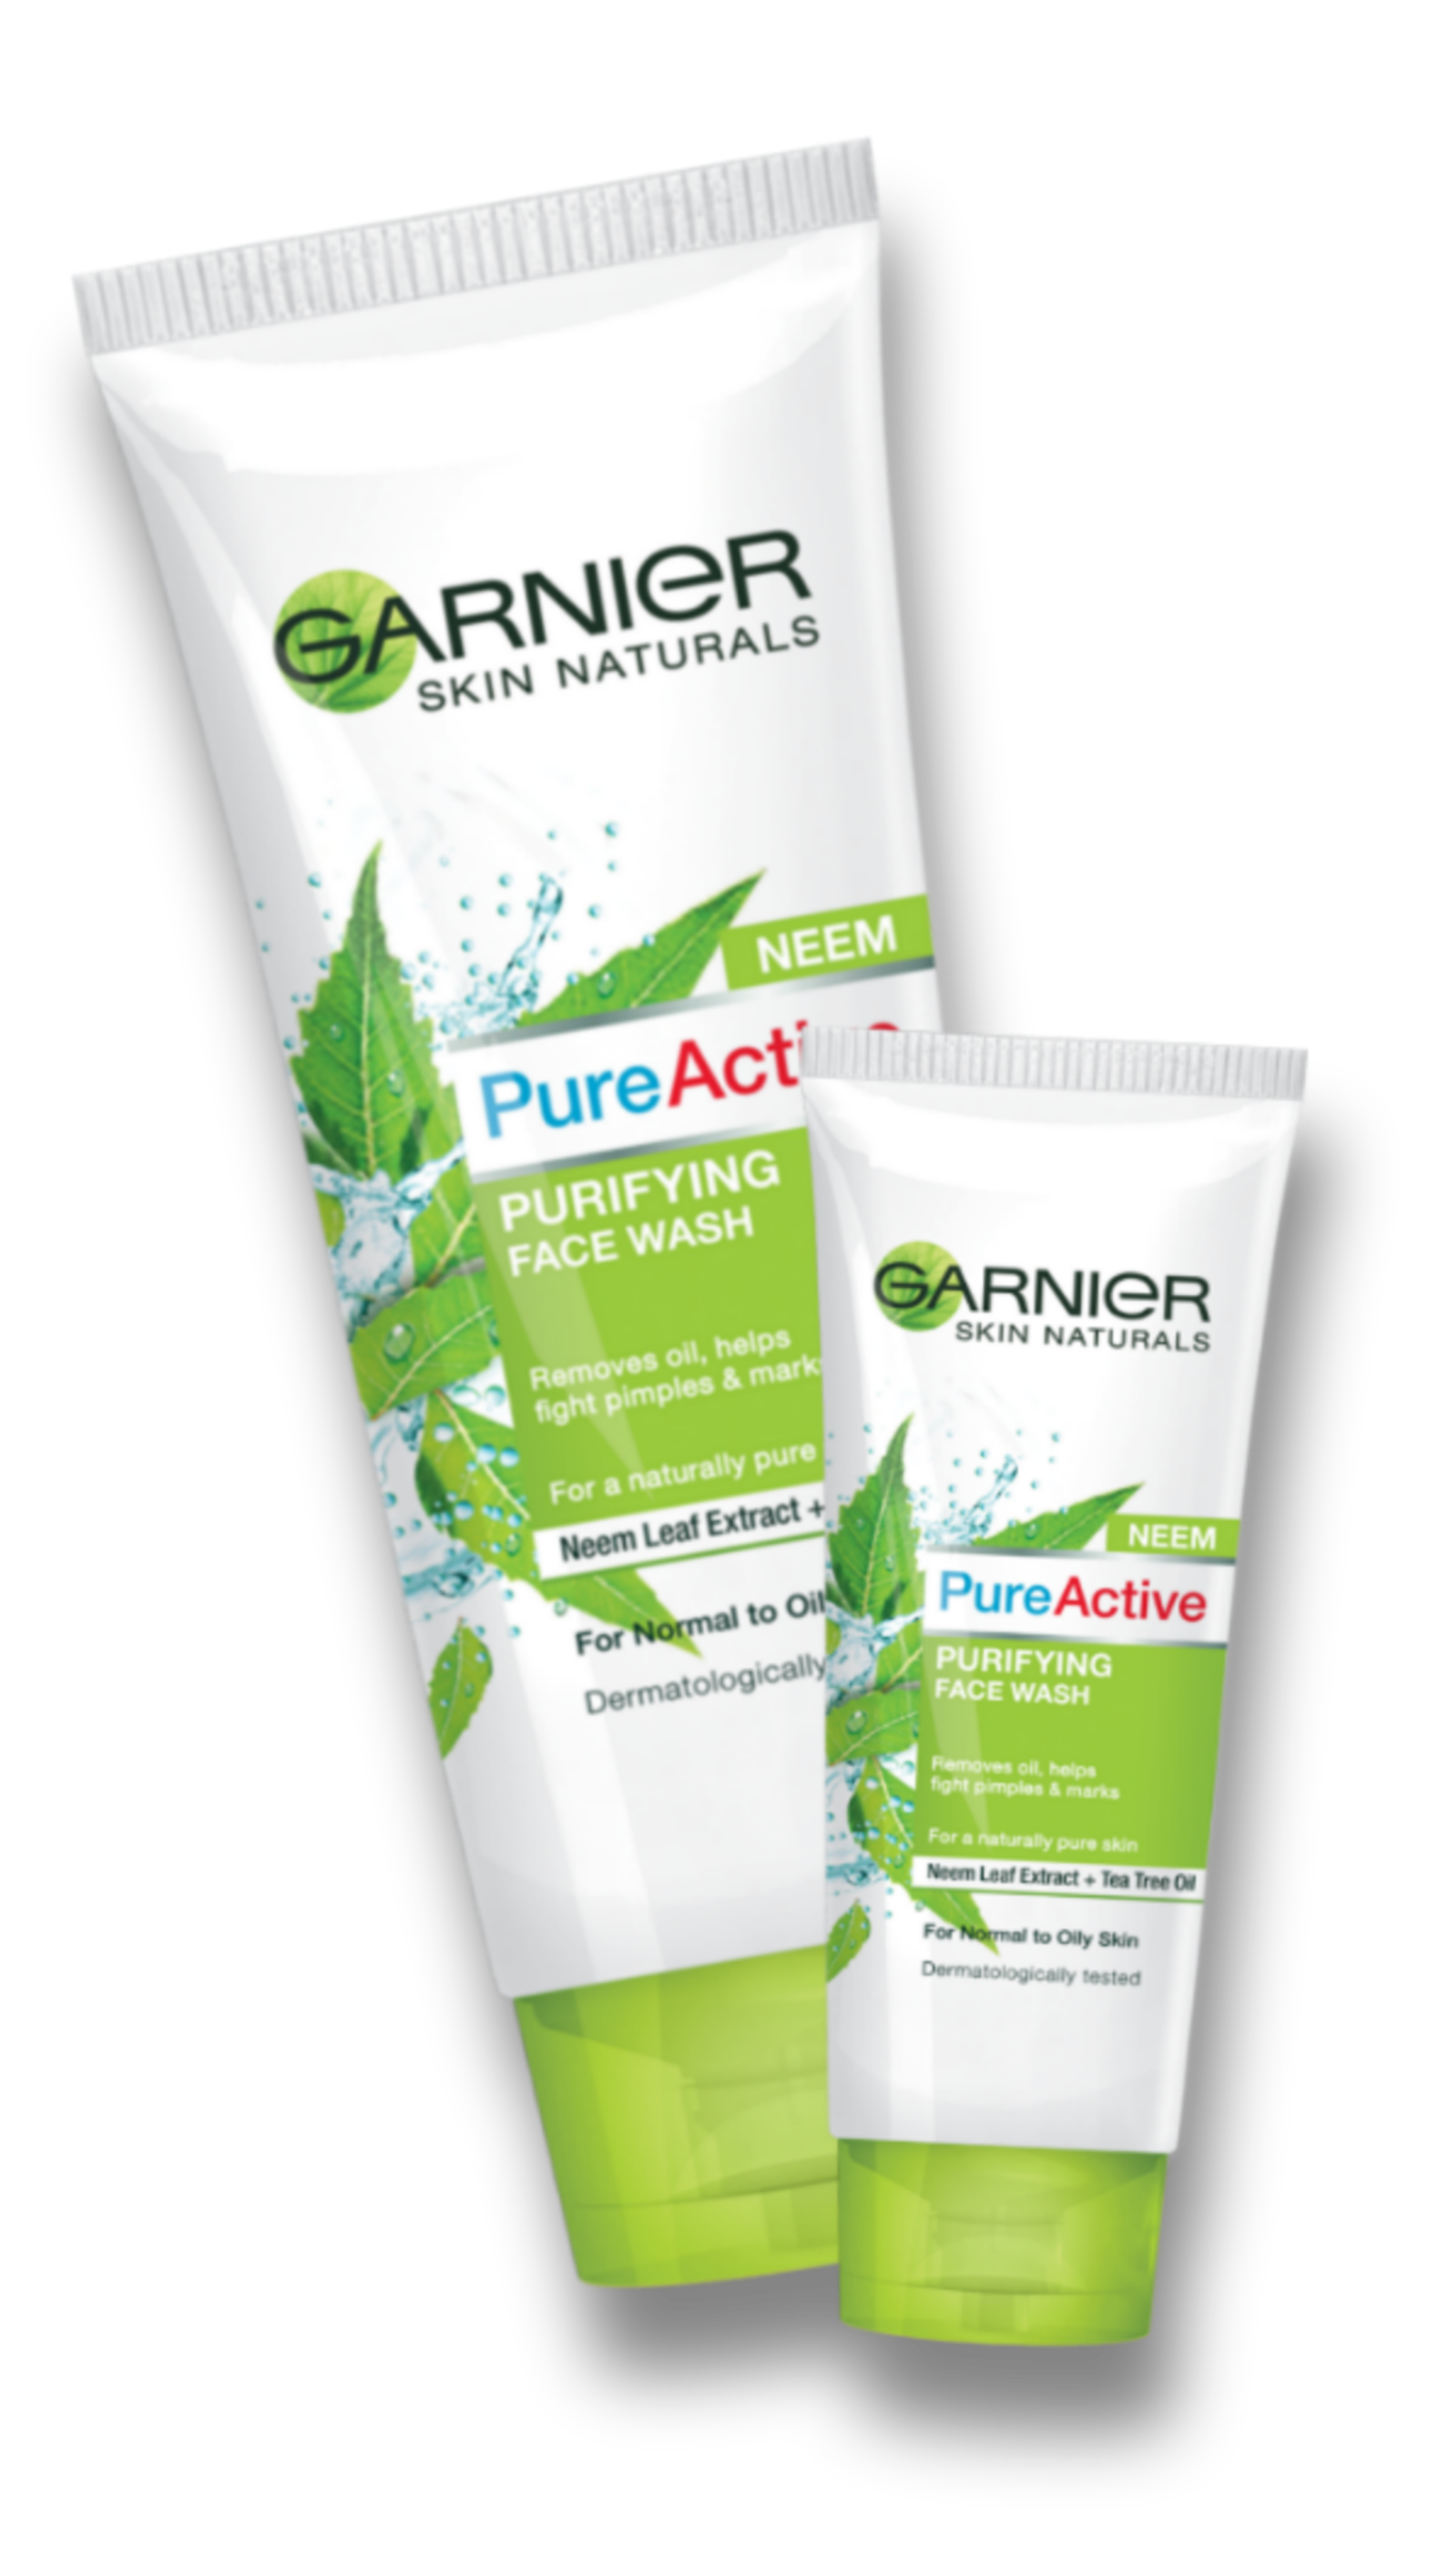 GARNIER
SKIN NATURALS
NEEM
PureActi e
PURIFYING
FACE WASH
Removes oil, helps
fight pimples & marks
For a naturally pure
Neem Leaf Extract +
For Normal to Oil
Dermatologically
GARNIER
SKIN NATURALS
NEEM
PureActive
PURIFYING
FACE WASH
Removes oil, helps
fight pimples & marks
For a naturally pure skin
Neem Leaf Extract + Tea Tree Oil
For Normal to Oily Skin
Dermatologically tested